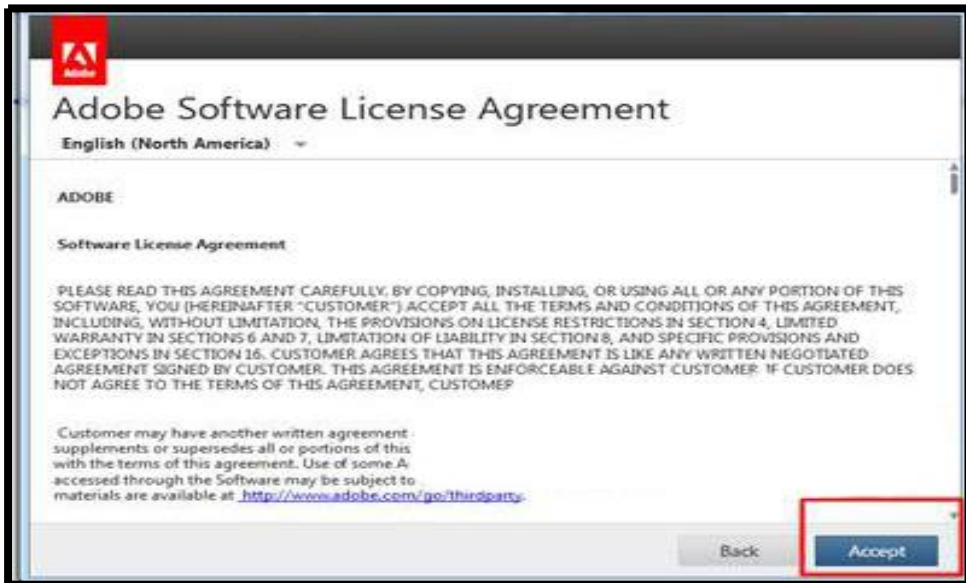 Adobe
Adobe Software License Agreement
English (North America)
ADOBE
Software License Agreement
PLEASE READ THIS AGREEMENT CAREFULLY. BY COPYING, INSTALLING, OR USING ALL OR ANY PORTION OF THIS
SOFTWARE, YOU (HEREINAFTER "CUSTOMER") ACCEPT ALL THE TERMS AND CONDITIONS OF THIS AGREEMENT,
INCLUDING, WITHOUT LIMITATION, THE PROVISIONS ON LICENSE RESTRICTIONS IN SECTION 4, LIMITED
WARRANTY IN SECTIONS 6 AND 7, LIMITATION OF LIABILITY IN SECTION 8, AND SPECIFIC PROVISIONS AND
EXCEPTIONS IN SECTION 16. CUSTOMER AGREES THAT THIS AGREEMENT IS LIKE ANY WRITTEN NEGOTIATED
AGREEMENT SIGNED BY CUSTOMER. THIS AGREEMENT IS ENFORCEABLE AGAINST CUSTOMER. IF CUSTOMER DOES
NOT AGREE TO THE TERMS OF THIS AGREEMENT, CUSTOMER
Customer may have another written agreement
supplements or supersedes all or portions of this
with the terms of this agreement. Use of some A
accessed through the Software may be subject to
materials are available at http://www.adobe.com/go/thirdparty.
Back
Accept